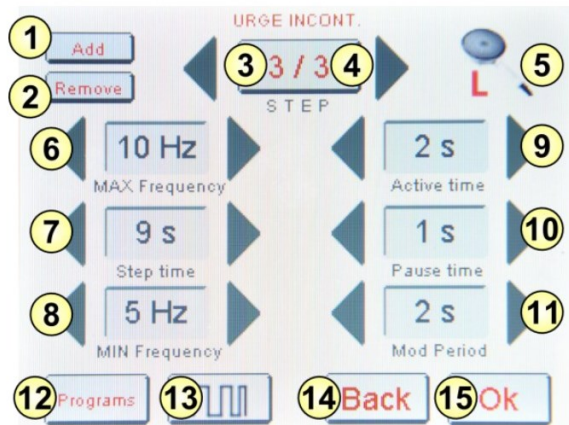 URGE INCONT.
1
Add
3
3 / 3
4
5
L
2
Remove
STEP
6
10 Hz
2 s
9
MAX Frequency
Active time
7
9 s
1 s
10
Step time
Pause time
8
5 Hz
2 s
11
MIN Frequency
Mod Period
12
Programs
13
14
Back
15
Ok